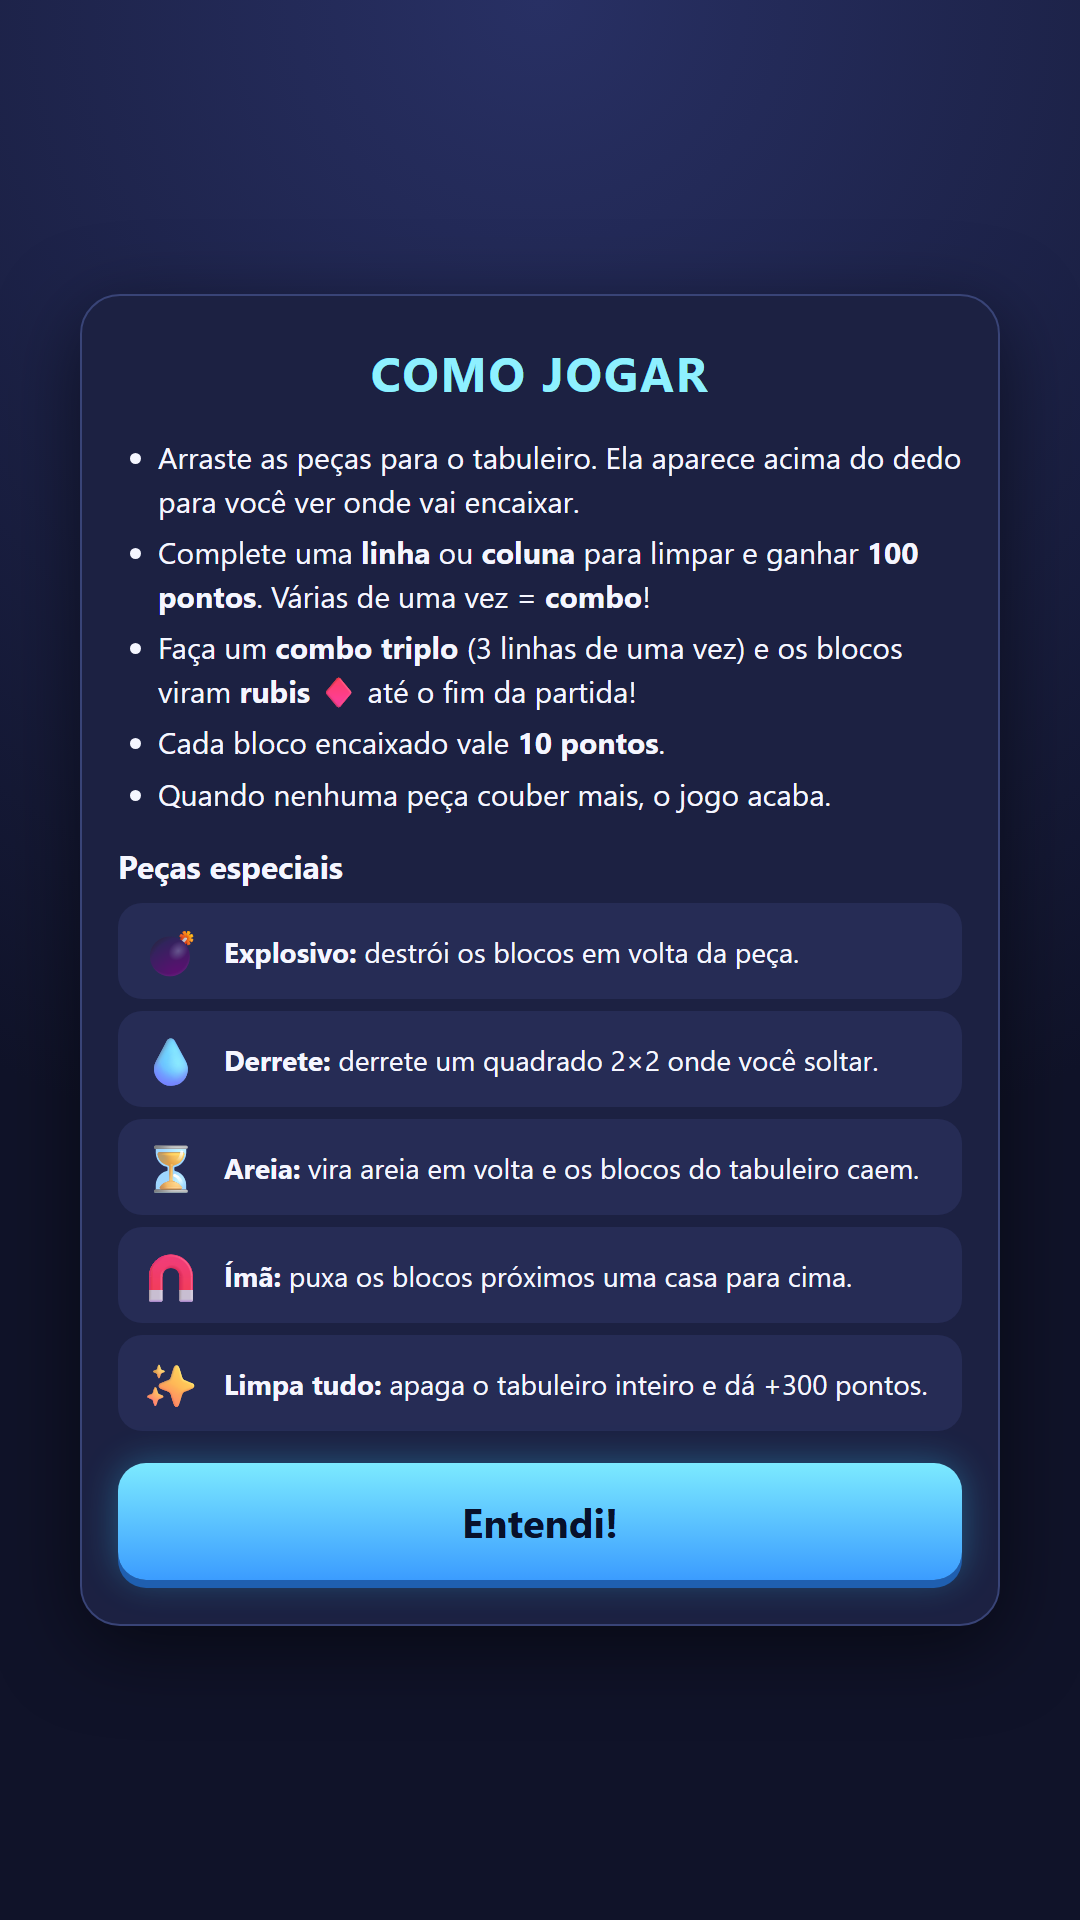 COMO JOGAR
• Arraste as peças para o tabuleiro. Ela aparece acima do dedo
para você ver onde vai encaixar.
• Complete uma linha ou coluna para limpar e ganhar 100
pontos. Várias de uma vez = combo!
• Faça um combo triplo (3 linhas de uma vez) e os blocos
viram rubis ♦ até o fim da partida!
• Cada bloco encaixado vale 10 pontos.
• Quando nenhuma peça couber mais, o jogo acaba.
Peças especiais
Explosivo: destrói os blocos em volta da peça.
Derrete: derrete um quadrado 2×2 onde você soltar.
Areia: vira areia em volta e os blocos do tabuleiro caem.
Ímã: puxa os blocos próximos uma casa para cima.
Limpa tudo: apaga o tabuleiro inteiro e dá +300 pontos.
Entendi!